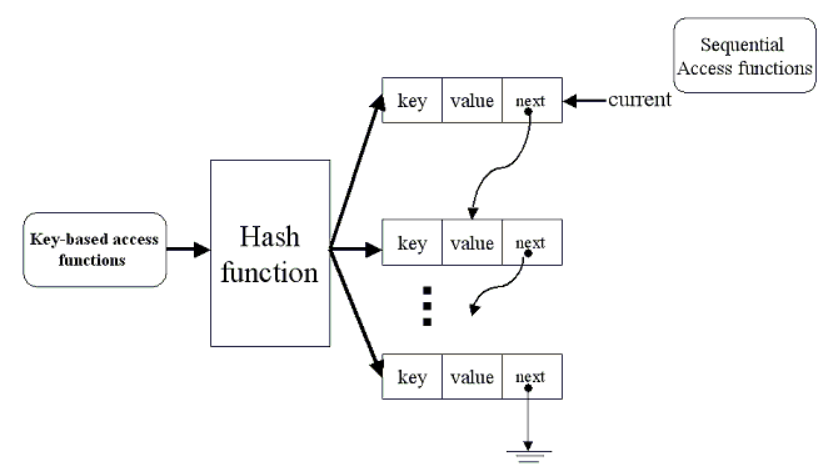 Sequential
Access functions
key value next
current
Key-based access
functions
Hash
function
key value next
key value next